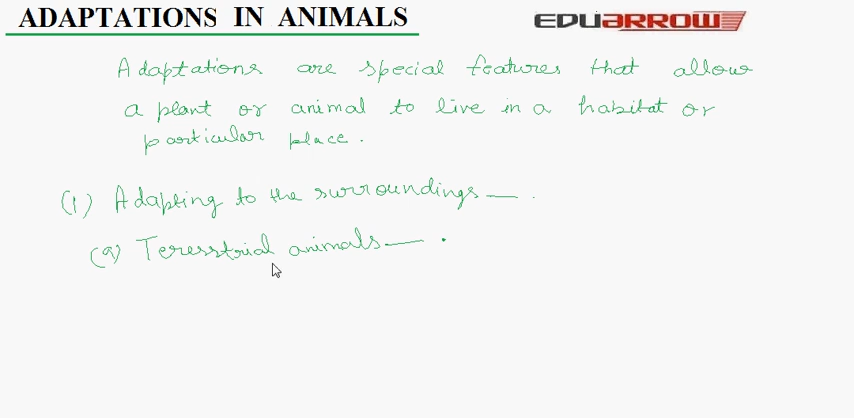 ADAPTATIONS IN ANIMALS
EDUARROW
Adaptations are special features that allow
a plant or animal to live in a habitat or
particular place.
(1) Adapting to the surroundings — .
(a) Teresstrial animals — .